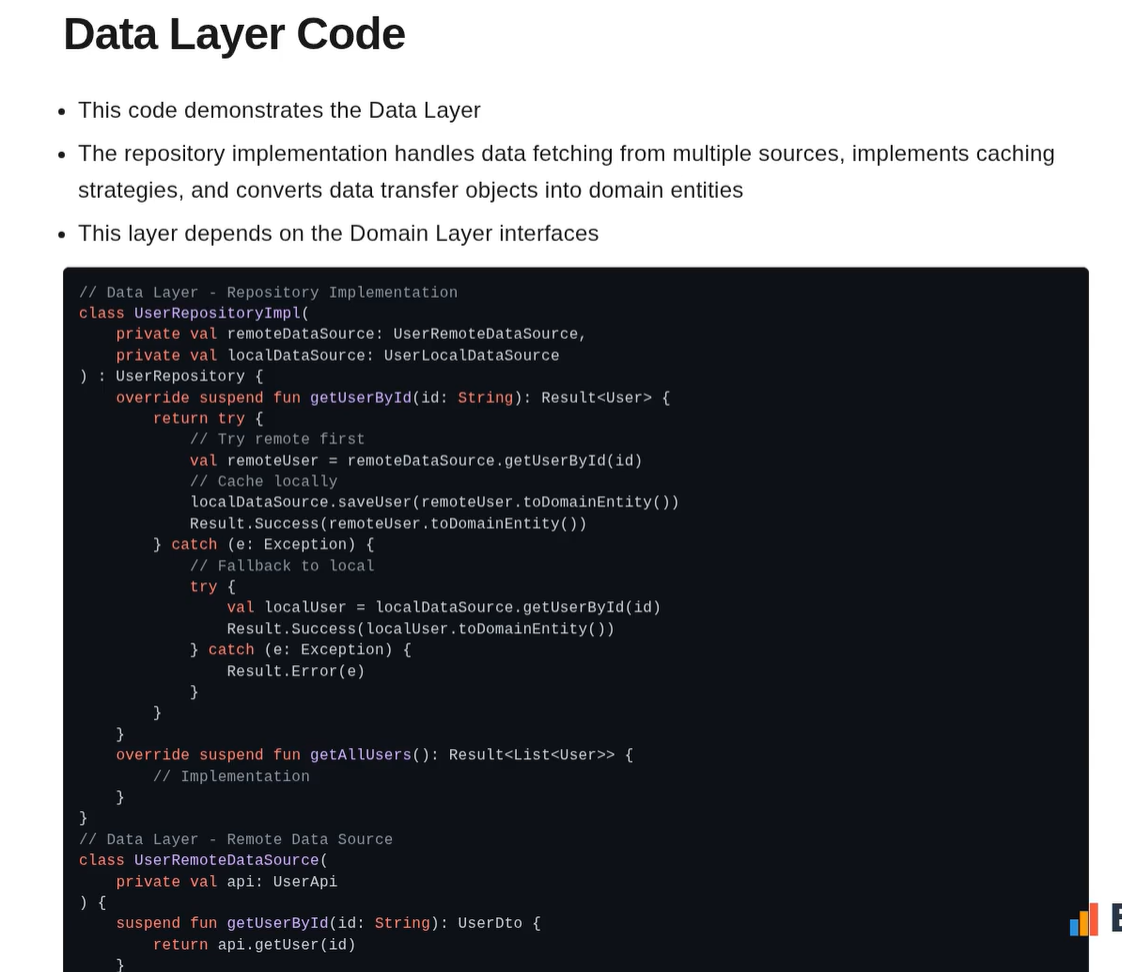 Data Layer Code
• This code demonstrates the Data Layer
• The repository implementation handles data fetching from multiple sources, implements caching
strategies, and converts data transfer objects into domain entities
• This layer depends on the Domain Layer interfaces
// Data Layer - Repository Implementation
class UserRepositoryImpl(
    private val remoteDataSource: UserRemoteDataSource,
    private val localDataSource: UserLocalDataSource
) : UserRepository {
    override suspend fun getUserById(id: String): Result<User> {
        return try {
            // Try remote first
            val remoteUser = remoteDataSource.getUserById(id)
            // Cache locally
            localDataSource.saveUser(remoteUser.toDomainEntity())
            Result.Success(remoteUser.toDomainEntity())
        } catch (e: Exception) {
            // Fallback to local
            try {
                val localUser = localDataSource.getUserById(id)
                Result.Success(localUser.toDomainEntity())
            } catch (e: Exception) {
                Result.Error(e)
            }
        }
    }
    override suspend fun getAllUsers(): Result<List<User>> {
        // Implementation
    }
}
// Data Layer - Remote Data Source
class UserRemoteDataSource(
    private val api: UserApi
) {
    suspend fun getUserById(id: String): UserDto {
        return api.getUser(id)
    }